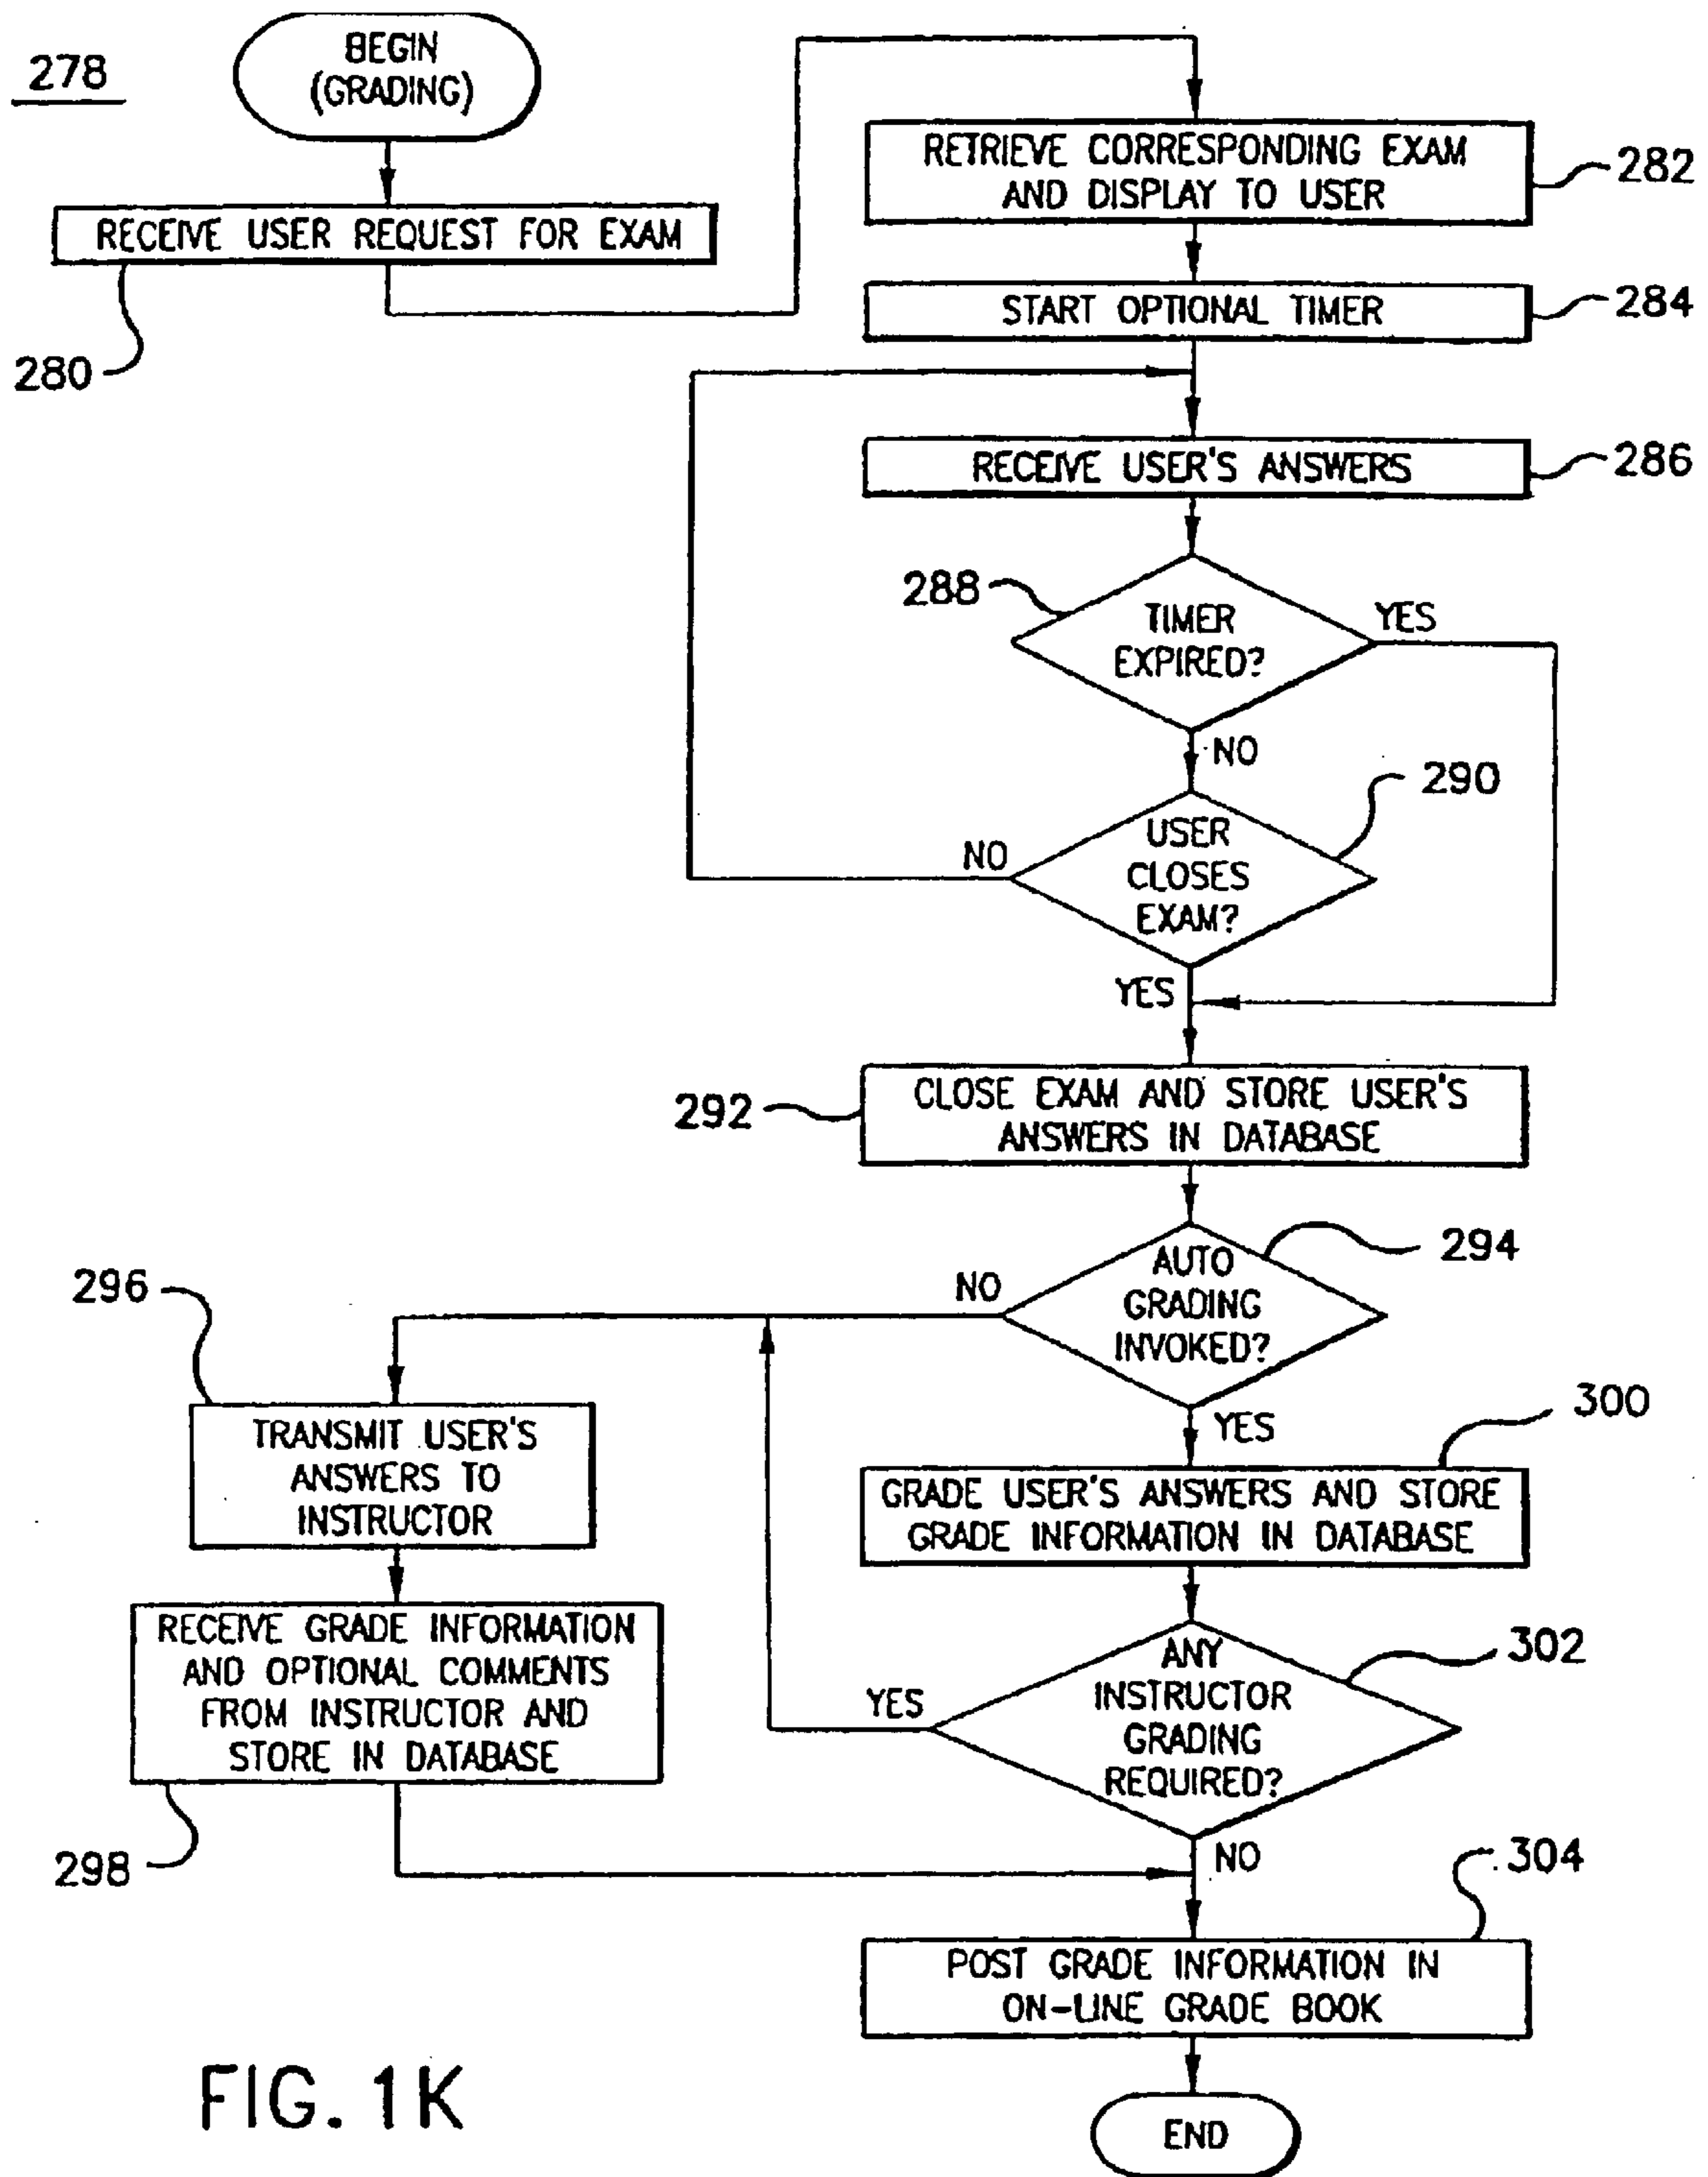 278
BEGIN
(GRADING)
RECEIVE USER REQUEST FOR EXAM
280
RETRIEVE CORRESPONDING EXAM
AND DISPLAY TO USER
282
START OPTIONAL TIMER
284
RECEIVE USER'S ANSWERS
286
288
TIMER
EXPIRED?
YES
NO
290
USER
CLOSES
EXAM?
NO
YES
292
CLOSE EXAM AND STORE USER'S
ANSWERS IN DATABASE
294
AUTO
GRADING
INVOKED?
NO
YES
296
TRANSMIT USER'S
ANSWERS TO
INSTRUCTOR
300
GRADE USER'S ANSWERS AND STORE
GRADE INFORMATION IN DATABASE
RECEIVE GRADE INFORMATION
AND OPTIONAL COMMENTS
FROM INSTRUCTOR AND
STORE IN DATABASE
298
302
ANY
INSTRUCTOR
GRADING
REQUIRED?
YES
NO
304
POST GRADE INFORMATION IN
ON-LINE GRADE BOOK
END
FIG. 1K